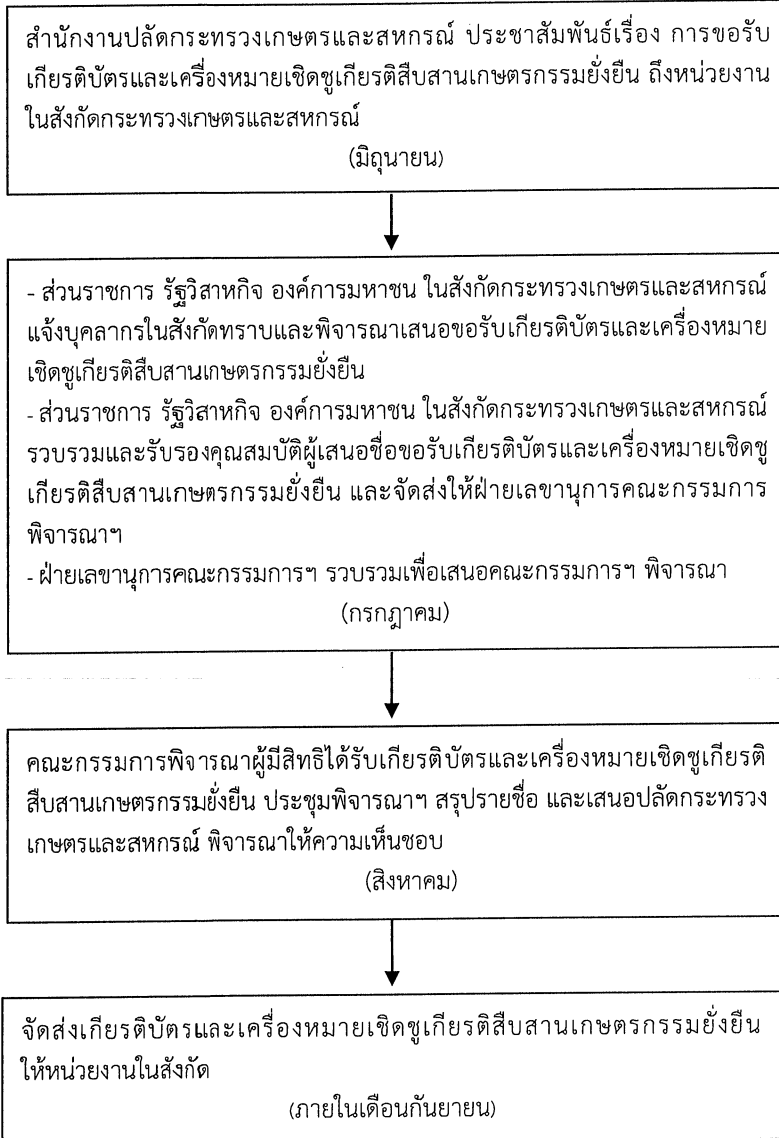 สำนักงานปลัดกระทรวงเกษตรและสหกรณ์ ประชาสัมพันธ์เรื่อง การขอรับ
เกียรติบัตรและเครื่องหมายเชิดชูเกียรติสืบสานเกษตรกรรมยั่งยืน ถึงหน่วยงาน
ในสังกัดกระทรวงเกษตรและสหกรณ์
(มิถุนายน)
- ส่วนราชการ รัฐวิสาหกิจ องค์การมหาชน ในสังกัดกระทรวงเกษตรและสหกรณ์
แจ้งบุคลากรในสังกัดทราบและพิจารณาเสนอขอรับเกียรติบัตรและเครื่องหมาย
เชิดชูเกียรติสืบสานเกษตรกรรมยั่งยืน
- ส่วนราชการ รัฐวิสาหกิจ องค์การมหาชน ในสังกัดกระทรวงเกษตรและสหกรณ์
รวบรวมและรับรองคุณสมบัติผู้เสนอชื่อขอรับเกียรติบัตรและเครื่องหมายเชิดชู
เกียรติสืบสานเกษตรกรรมยั่งยืน และจัดส่งให้ฝ่ายเลขานุการคณะกรรมการ
พิจารณาฯ
- ฝ่ายเลขานุการคณะกรรมการฯ รวบรวมเพื่อเสนอคณะกรรมการฯ พิจารณา
(กรกฎาคม)
คณะกรรมการพิจารณาผู้มีสิทธิได้รับเกียรติบัตรและเครื่องหมายเชิดชูเกียรติ
สืบสานเกษตรกรรมยั่งยืน ประชุมพิจารณาฯ สรุปรายชื่อ และเสนอปลัดกระทรวง
เกษตรและสหกรณ์ พิจารณาให้ความเห็นชอบ
(สิงหาคม)
จัดส่งเกียรติบัตรและเครื่องหมายเชิดชูเกียรติสืบสานเกษตรกรรมยั่งยืน
ให้หน่วยงานในสังกัด
(ภายในเดือนกันยายน)